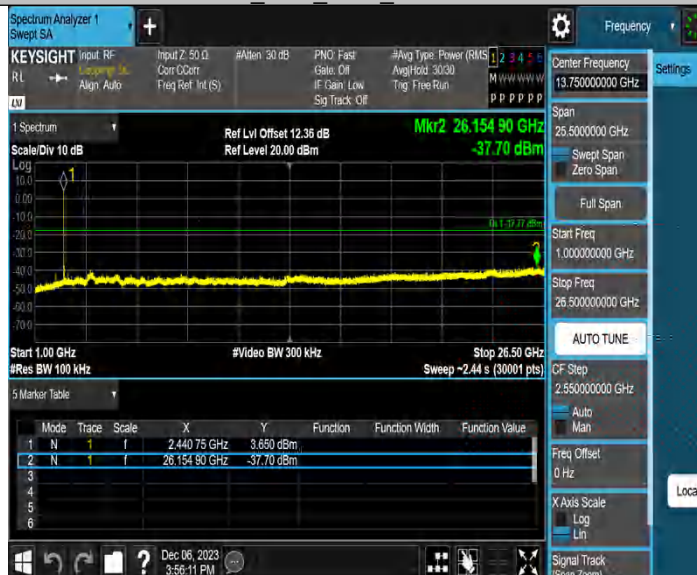 Spectrum Analyzer 1
Swept SA
Frequency
KEYSIGHT Input: RF
Input Z: 50 Ω
#Atten: 30 dB
PNO: Fast
#Avg Type: Power (RMS
1 2 3 4 5 6
RL
Align: Auto
Corr CCorr
Freq Ref: Int (S)
Gate: Off
IF Gain: Low
Sig Track: Off
Avg|Hold: 30/30
Trig: Free Run
M W W W W W
P P P P P P
LXI
Center Frequency
13.750000000 GHz
Settings
Span
25.5000000 GHz
Swept Span
Zero Span
Full Span
Start Freq
1.000000000 GHz
Stop Freq
26.500000000 GHz
AUTO TUNE
CF Step
2.550000000 GHz
Auto
Man
Freq Offset
0 Hz
X Axis Scale
Log
Lin
Signal Track
(Span Zoom)
Local
1 Spectrum
Scale/Div 10 dB
Ref Lvl Offset 12.36 dB
Ref Level 20.00 dBm
Mkr2 26.154 90 GHz
-37.70 dBm
Log
10.0
0.00
-10.0
-20.0
-30.0
-40.0
-50.0
-60.0
-70.0
1
DL1 -17.77 dBm
2
Start 1.00 GHz
#Video BW 300 kHz
Stop 26.50 GHz
#Res BW 100 kHz
Sweep ~2.44 s (30001 pts)
5 Marker Table
Mode Trace Scale X Y Function Function Width Function Value
1 N 1 f 2.440 75 GHz 3.650 dBm
2 N 1 f 26.154 90 GHz -37.70 dBm
3
4
5
6
Dec 06, 2023
3:56:11 PM